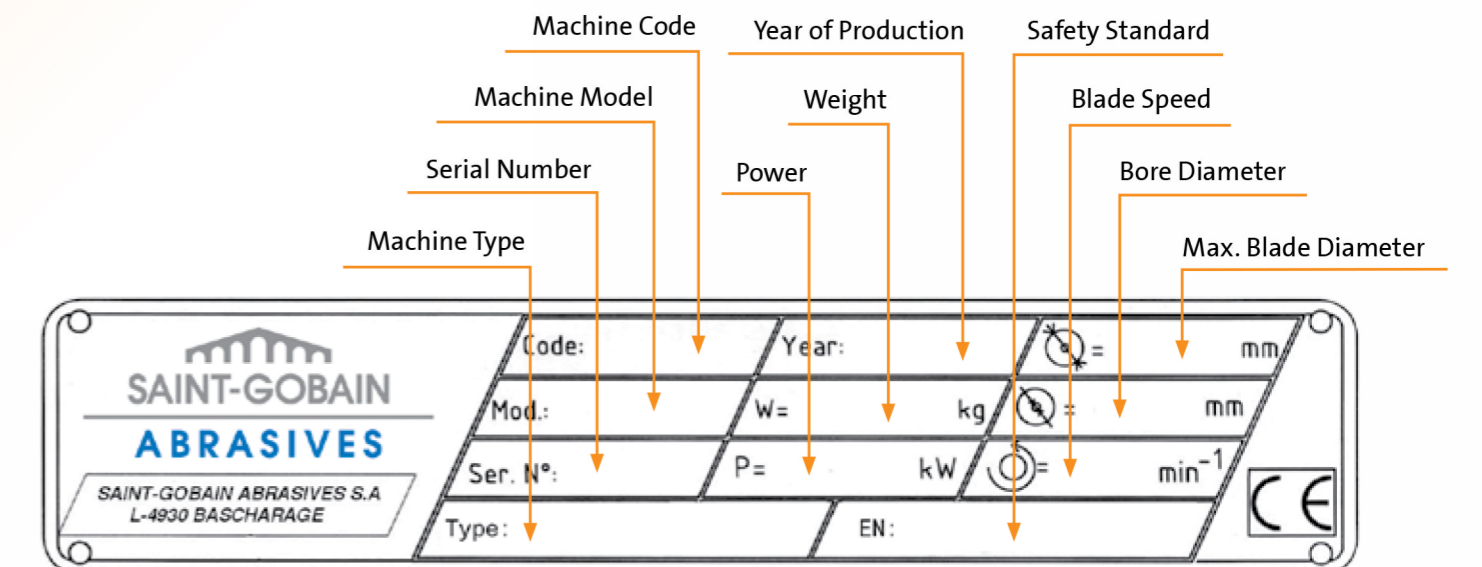 Machine Code
Year of Production
Safety Standard
Machine Model
Weight
Blade Speed
Serial Number
Power
Bore Diameter
Machine Type
Max. Blade Diameter
SAINT-GOBAIN
ABRASIVES
SAINT-GOBAIN ABRASIVES S.A
L-4930 BASCHARAGE
Code: Year: = mm
Mod.: W= kg = mm
Ser. N°: P= kW = min⁻¹
Type: EN:
CE